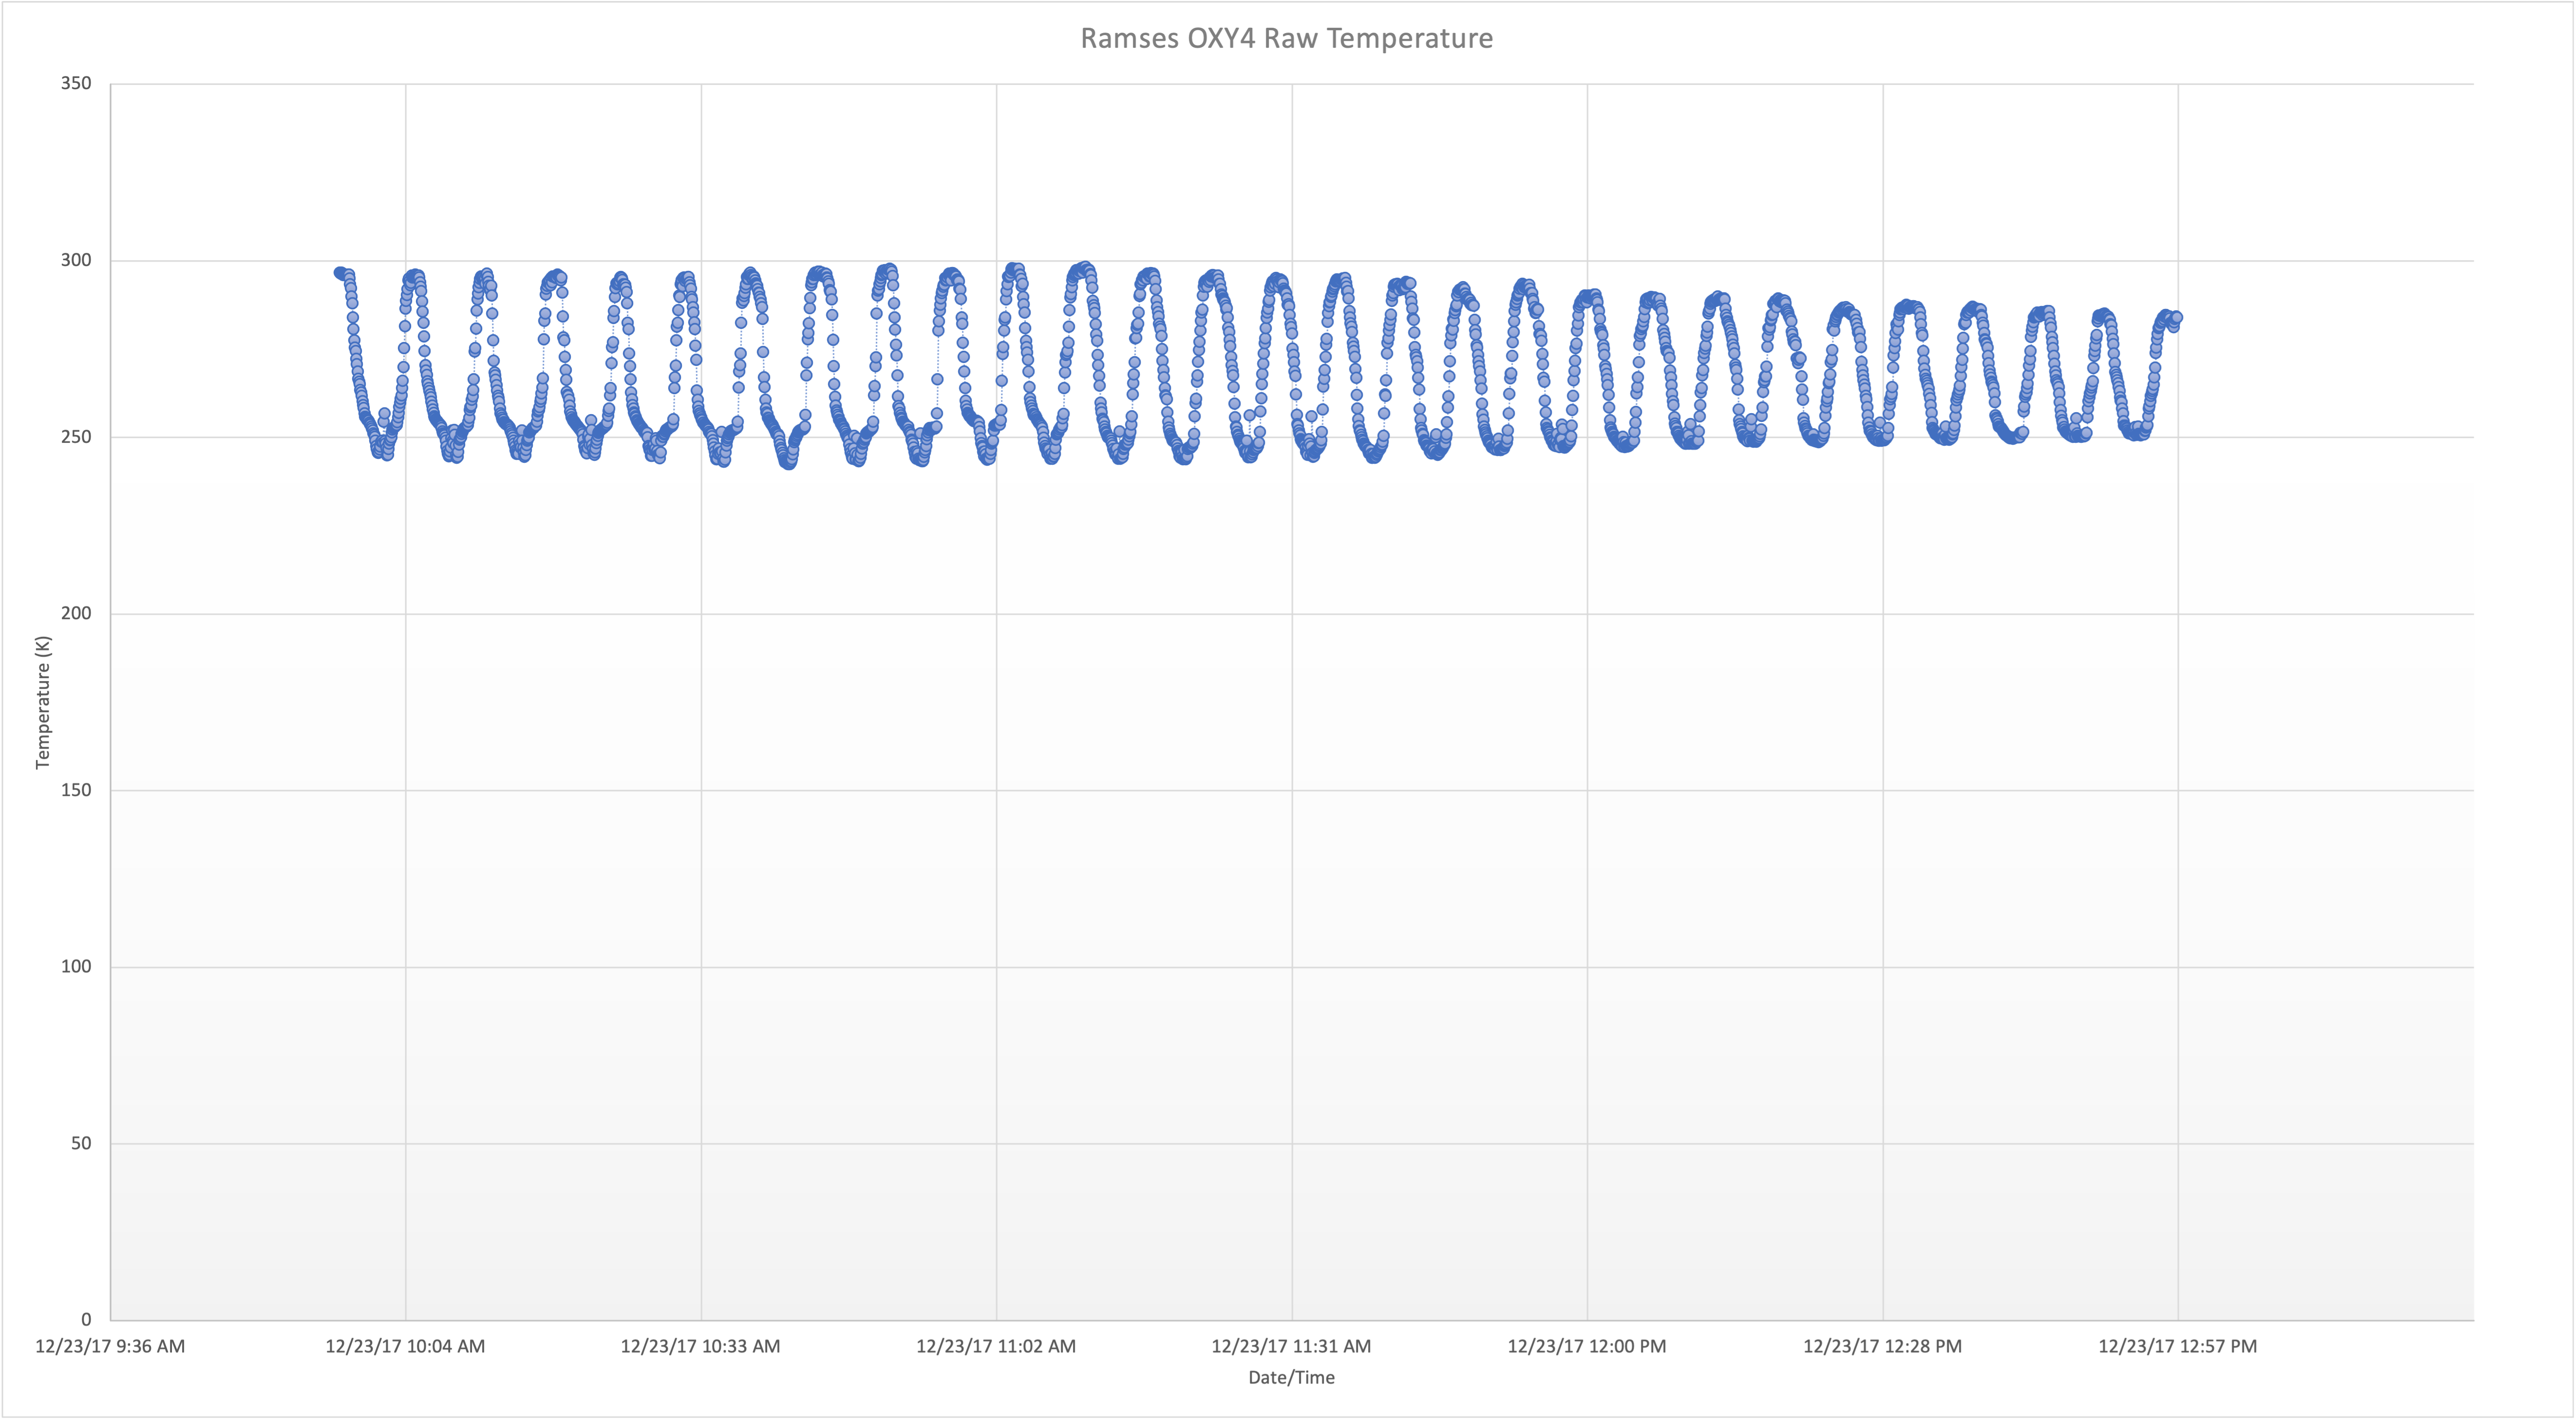 Ramses OXY4 Raw Temperature
350
300
250
200
150
100
50
0
Temperature (K)
12/23/17 9:36 AM
12/23/17 10:04 AM
12/23/17 10:33 AM
12/23/17 11:02 AM
12/23/17 11:31 AM
12/23/17 12:00 PM
12/23/17 12:28 PM
12/23/17 12:57 PM
Date/Time